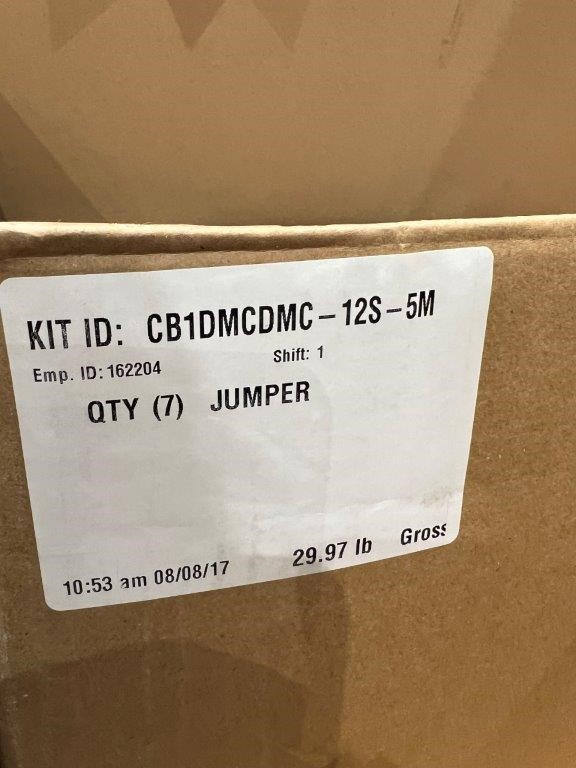 KIT ID: CB1DMCDMC-12S-5M
Emp. ID: 162204 Shift: 1
QTY (7) JUMPER
10:53 am 08/08/17 29.97 lb Gross